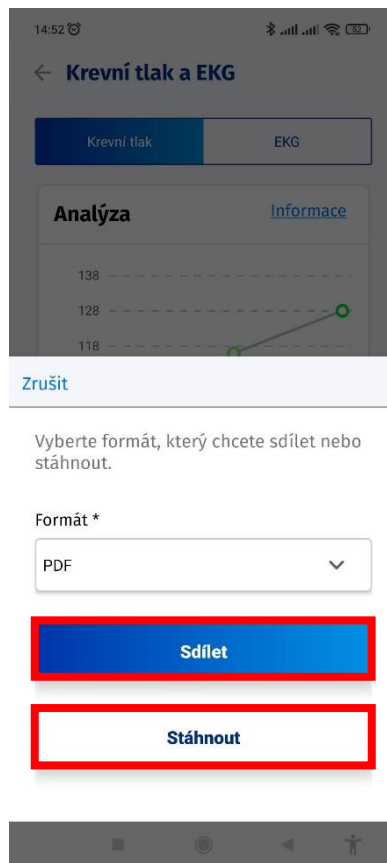 14:52
52
Krevní tlak a EKG
Krevní tlak
EKG
Analýza
Informace
138
128
118
Zrušit
Vyberte formát, který chcete sdílet nebo
stáhnout.
Formát *
PDF
Sdílet
Stáhnout